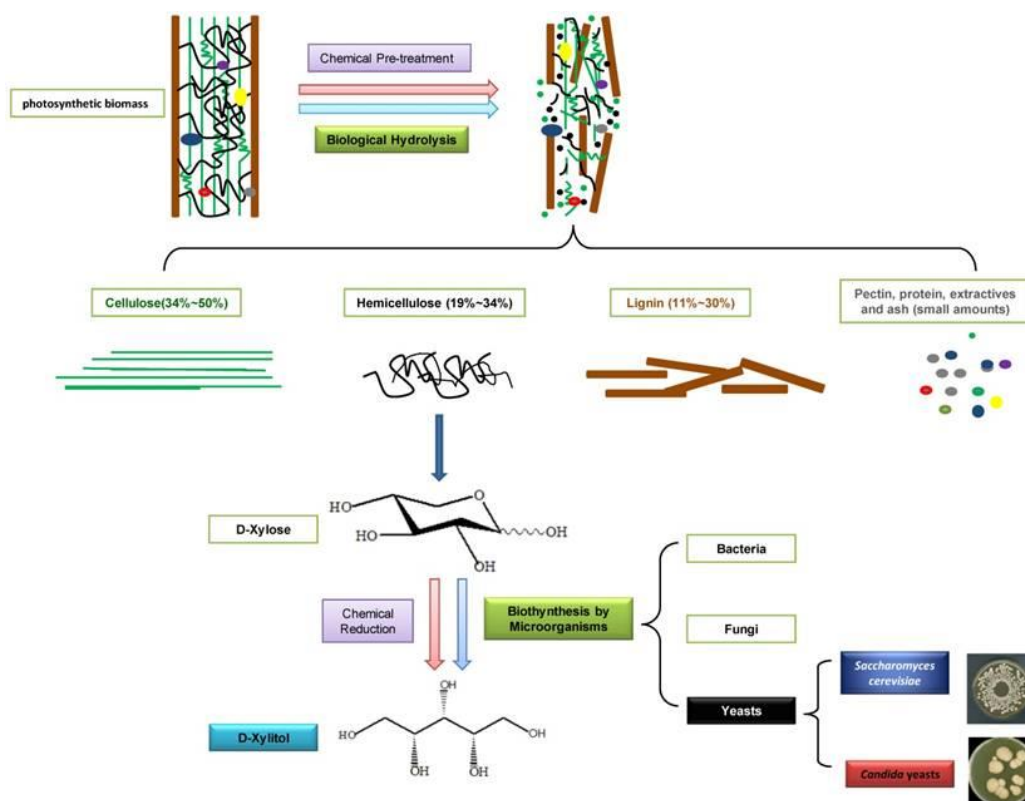 Chemical Pre-treatment
photosynthetic biomass
Biological Hydrolysis
Cellulose(34%~50%)
Hemicellulose (19%~34%)
Lignin (11%~30%)
Pectin, protein, extractives
and ash (small amounts)
O
HO
HO
OH
OH
D-Xylose
Bacteria
Chemical
Reduction
Biothynthesis by
Microorganisms
Fungi
Saccharomyces
cerevisiae
OH
OH
HO
OH
OH
D-Xylitol
Yeasts
Candida yeasts